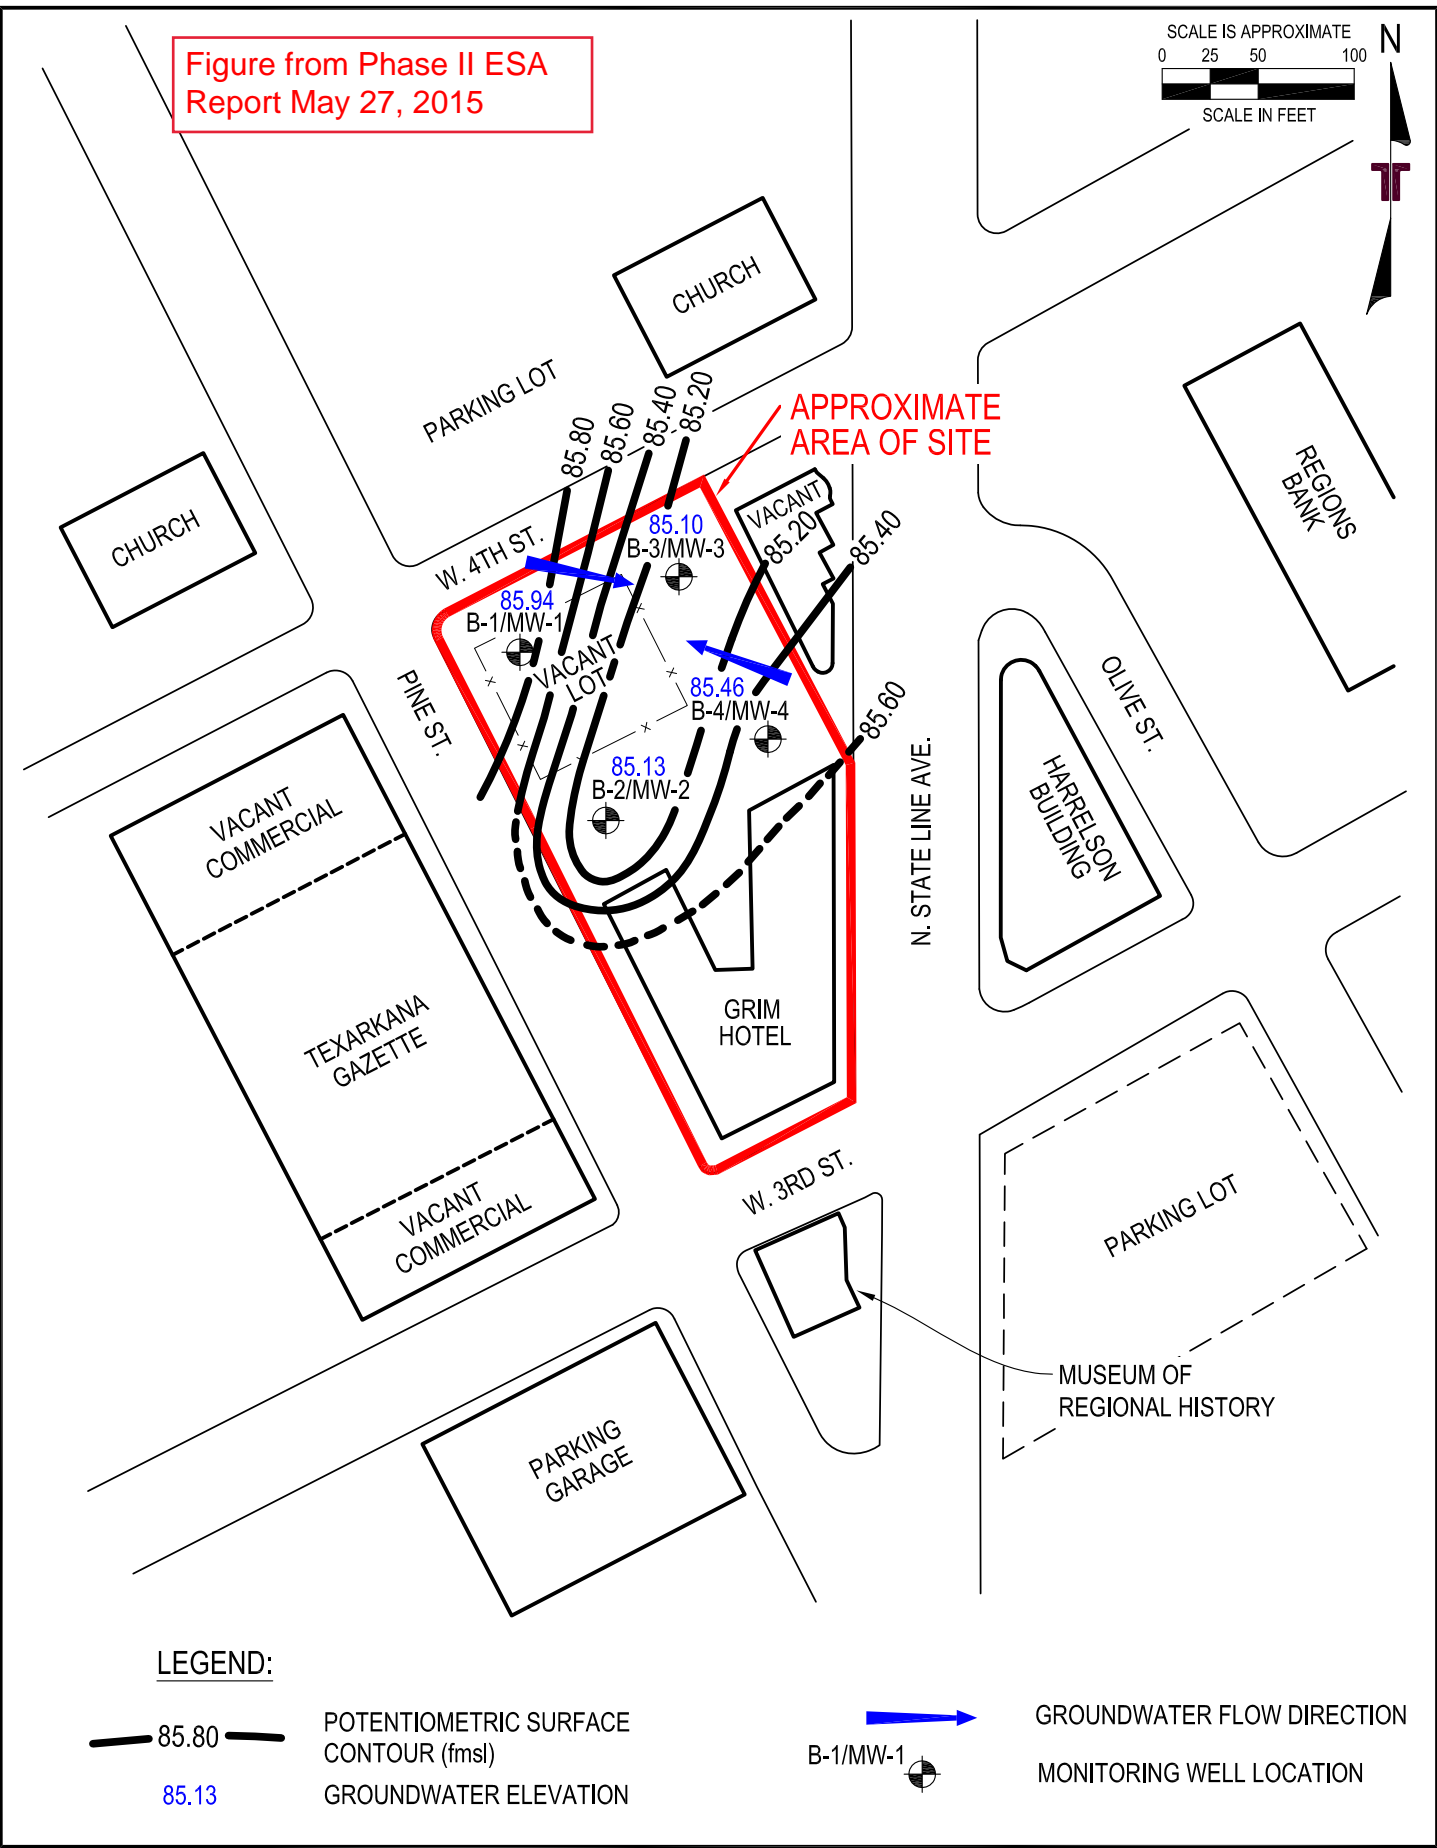 Figure from Phase II ESA
Report May 27, 2015
SCALE IS APPROXIMATE
0 25 50 100
SCALE IN FEET
N
CHURCH
PARKING LOT
85.80
85.60
85.40
85.20
APPROXIMATE
AREA OF SITE
REGIONS
BANK
CHURCH
W. 4TH ST.
85.10
B-3/MW-3
VACANT
85.20
85.40
85.94
B-1/MW-1
VACANT
LOT
PINE ST.
85.46
B-4/MW-4
85.60
85.13
B-2/MW-2
N. STATE LINE AVE.
OLIVE ST.
HARRELSON
BUILDING
VACANT
COMMERCIAL
TEXARKANA
GAZETTE
GRIM
HOTEL
VACANT
COMMERCIAL
W. 3RD ST.
PARKING LOT
MUSEUM OF
REGIONAL HISTORY
PARKING
GARAGE
LEGEND:
85.80
POTENTIOMETRIC SURFACE
CONTOUR (fmsl)
85.13
GROUNDWATER ELEVATION
GROUNDWATER FLOW DIRECTION
B-1/MW-1
MONITORING WELL LOCATION